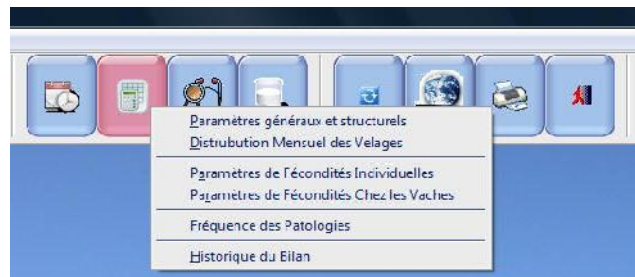 Paramètres généraux et structurels
Distrubution Mensuel des Velages
Paramètres de Fécondités Individuelles
Paramètres de Fécondités Chez les Vaches
Fréquence des Patologies
Historique du Bilan